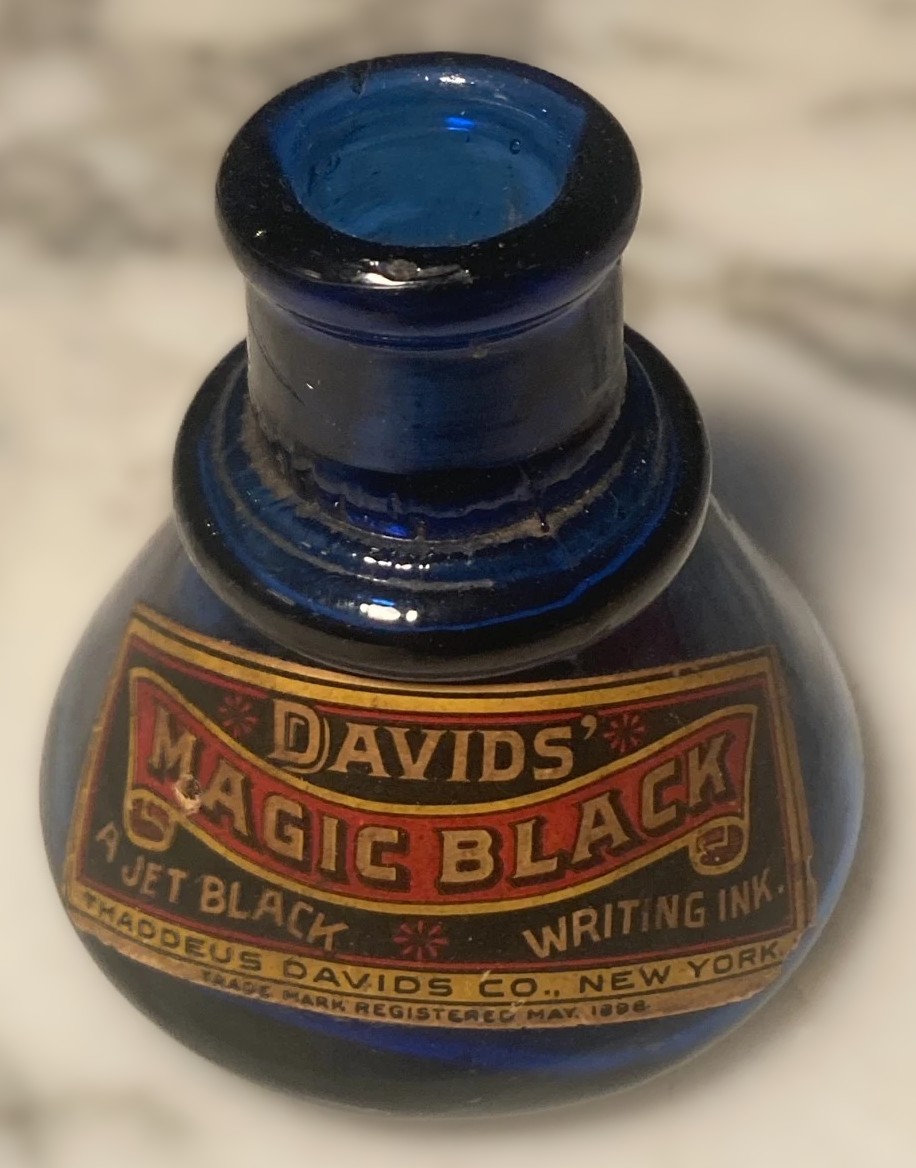 DAVIDS'
MAGIC BLACK
A JET BLACK WRITING INK.
THADDEUS DAVIDS CO., NEW YORK.
TRADE MARK REGISTERED MAY, 1898